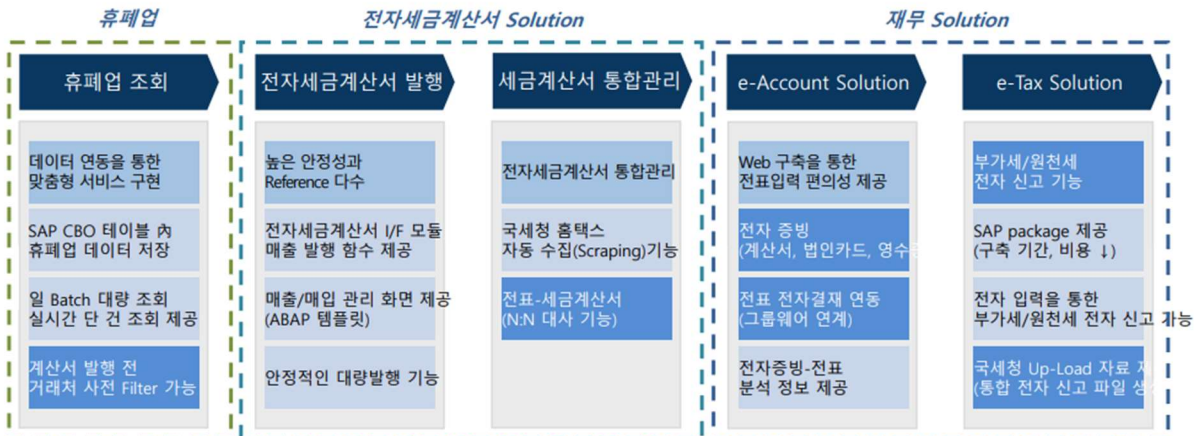 휴폐업
전자세금계산서 Solution
재무 Solution
휴폐업 조회
데이터 연동을 통한
맞춤형 서비스 구현
SAP CBO 테이블 內
휴폐업 데이터 저장
일 Batch 대량 조회
실시간 단 건 조회 제공
계산서 발행 전
거래처 사전 Filter 가능
전자세금계산서 발행
높은 안정성과
Reference 다수
전자세금계산서 I/F 모듈
매출 발행 함수 제공
매출/매입 관리 화면 제공
(ABAP 템플릿)
안정적인 대량발행 기능
세금계산서 통합관리
전자세금계산서 통합관리
국세청 홈택스
자동 수집(Scraping)기능
전표-세금계산서
(N:N 대사 기능)
e-Account Solution
Web 구축을 통한
전표입력 편의성 제공
전자 증빙
(계산서, 법인카드,
전표 전자결재 연동
(그룹웨어 연계)
전자증빙-전표
분석 정보 제공
e-Tax Solution
부가세/원천세
전자 신고 기능
SAP package 제공
(구축 기간, 비용 ↓)
전자 입력을 통한
부가세/원천세 전자 신고 가능
국세청 Up-Load 자료
(통합 전자 신고 파일